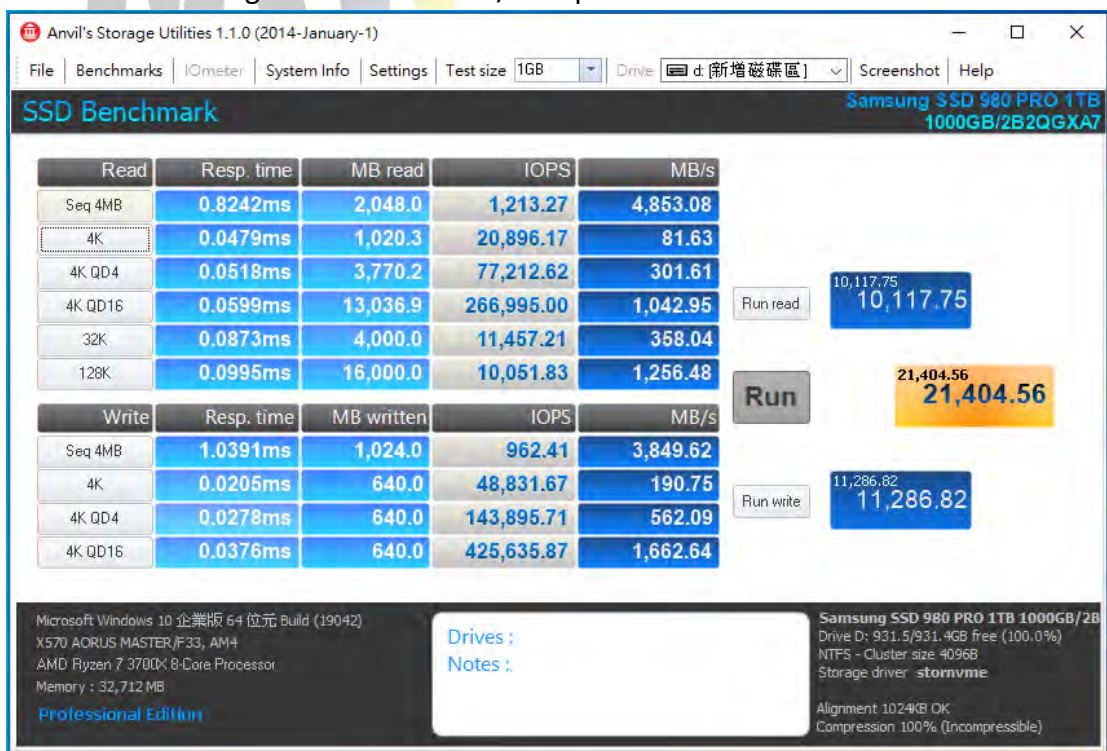 Anvil's Storage Utilities 1.1.0 (2014-January-1)
File Benchmarks IOmeter System Info Settings Test size 1GB Drive d: [新增磁碟區] Screenshot Help
SSD Benchmark
Samsung SSD 980 PRO 1TB
1000GB/2B2QGXA7
Read Resp. time MB read IOPS MB/s
Seq 4MB 0.8242ms 2,048.0 1,213.27 4,853.08
4K 0.0479ms 1,020.3 20,896.17 81.63
4K QD4 0.0518ms 3,770.2 77,212.62 301.61
4K QD16 0.0599ms 13,036.9 266,995.00 1,042.95
32K 0.0873ms 4,000.0 11,457.21 358.04
128K 0.0995ms 16,000.0 10,051.83 1,256.48
Run read
10,117.75
10,117.75
Run
21,404.56
21,404.56
Write Resp. time MB written IOPS MB/s
Seq 4MB 1.0391ms 1,024.0 962.41 3,849.62
4K 0.0205ms 640.0 48,831.67 190.75
4K QD4 0.0278ms 640.0 143,895.71 562.09
4K QD16 0.0376ms 640.0 425,635.87 1,662.64
Run write
11,286.82
11,286.82
Microsoft Windows 10 企業版 64 位元 Build (19042)
X570 AORUS MASTER/F33, AM4
AMD Ryzen 7 3700X 8-Core Processor
Memory : 32,712 MB
Professional Edition
Drives :
Notes :
Samsung SSD 980 PRO 1TB 1000GB/2B
Drive D: 931.5/931.4GB free (100.0%)
NTFS - Cluster size 4096B
Storage driver stornvme
Alignment 1024KB OK
Compression 100% (Incompressible)